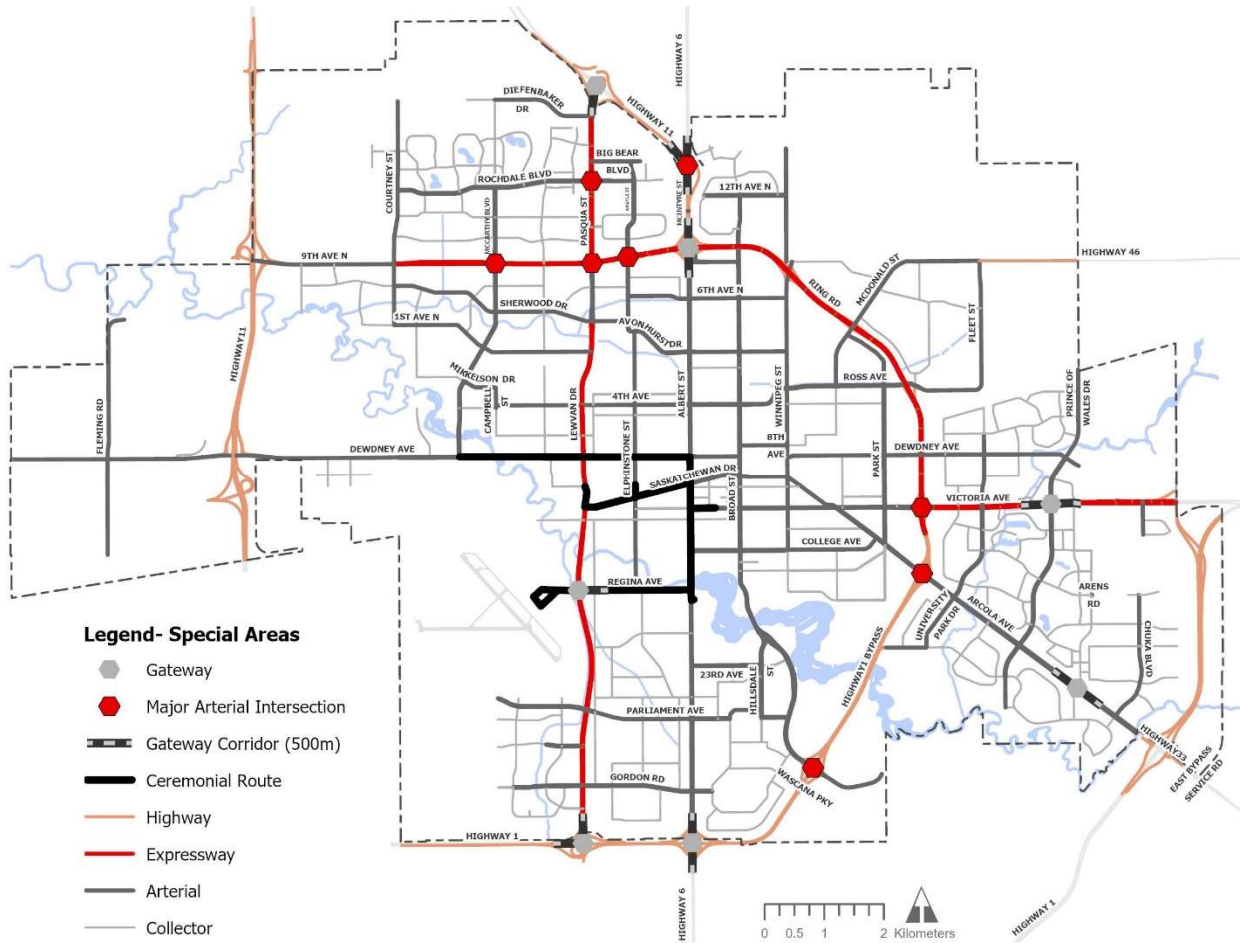 HIGHWAY 6
DIEFENBAKER
DR
HIGHWAY 11
BIG BEAR
BLVD
ROCHDALE BLVD
ARGYLE ST
COURTNEY ST
MCCARTHY BLVD
PASQUA ST
MCINTYRE ST
12TH AVE N
9TH AVE N
HIGHWAY 46
MCDONALD ST
RING RD
6TH AVE N
SHERWOOD DR
1ST AVE N
AVONHURST DR
FLEET ST
HIGHWAY11
MIKKELSON DR
CAMPBELL
ST
LEWVAN DR
4TH AVE
ALBERT ST
WINNIPEG ST
ROSS AVE
PRINCE OF
WALES DR
FLEMING RD
8TH
AVE
DEWDNEY AVE
DEWDNEY AVE
ELPHINSTONE ST
SASKATCHEWAN DR
BROAD ST
PARK ST
VICTORIA AVE
COLLEGE AVE
REGINA AVE
UNIVERSITY
PARK DR
ARCOLA AVE
ARENS
RD
CHUKA BLVD
HIGHWAY1 BYPASS
23RD AVE
HILLSDALE
ST
PARLIAMENT AVE
GORDON RD
WASCANA PKY
HIGHWAY33
EAST BYPASS
SERVICE RD
HIGHWAY 1
HIGHWAY 6
HIGHWAY 1
Legend- Special Areas
Gateway
Major Arterial Intersection
Gateway Corridor (500m)
Ceremonial Route
Highway
Expressway
Arterial
Collector
0 0.5 1 2 Kilometers